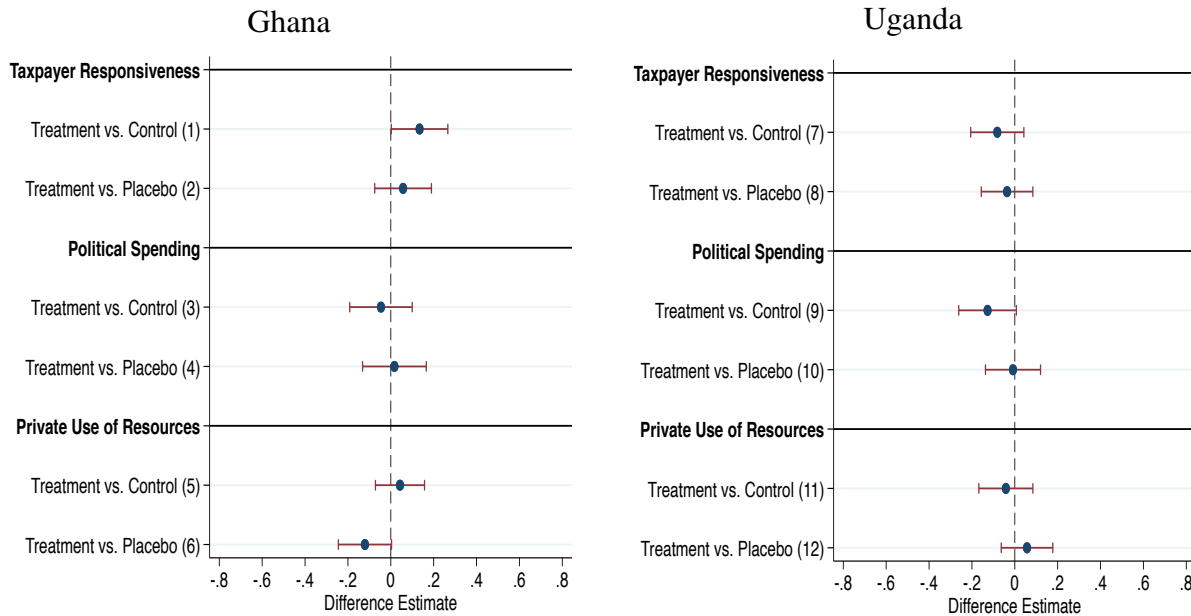 Ghana
Taxpayer Responsiveness
Treatment vs. Control (1)
Treatment vs. Placebo (2)
Political Spending
Treatment vs. Control (3)
Treatment vs. Placebo (4)
Private Use of Resources
Treatment vs. Control (5)
Treatment vs. Placebo (6)
-.8 -.6 -.4 -.2 0 .2 .4 .6 .8
Difference Estimate
Uganda
Taxpayer Responsiveness
Treatment vs. Control (7)
Treatment vs. Placebo (8)
Political Spending
Treatment vs. Control (9)
Treatment vs. Placebo (10)
Private Use of Resources
Treatment vs. Control (11)
Treatment vs. Placebo (12)
-.8 -.6 -.4 -.2 0 .2 .4 .6 .8
Difference Estimate